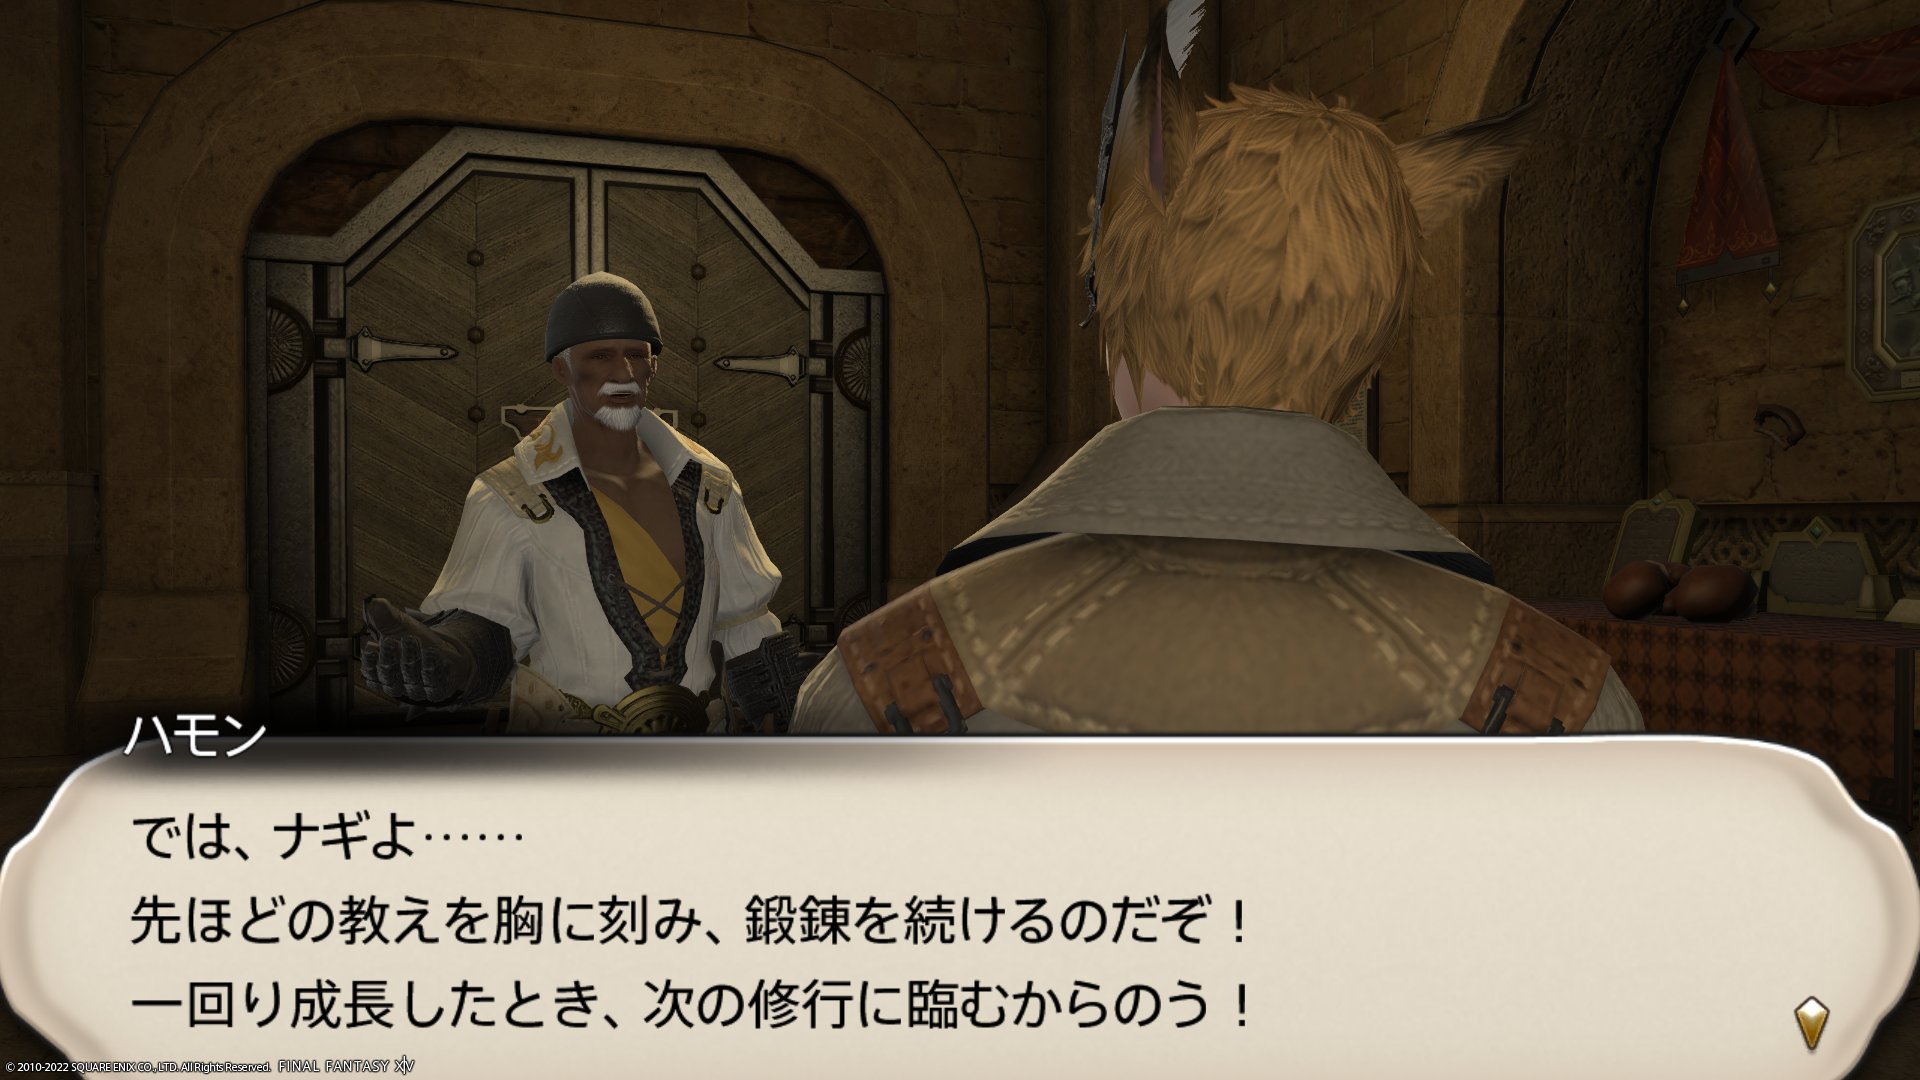 ハモン
では、ナギよ……
先ほどの教えを胸に刻み、鍛錬を続けるのだぞ！
一回り成長したとき、次の修行に臨むからのう！
© 2010-2022 SQUARE ENIX CO., LTD. All Rights Reserved. FINAL FANTASY XIV